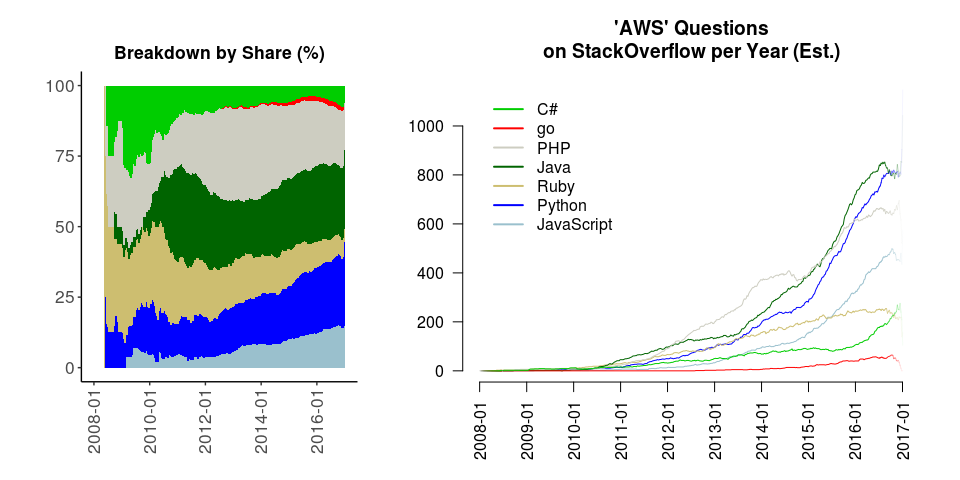 Breakdown by Share (%)
100
75
50
25
0
2008-01
2010-01
2012-01
2014-01
2016-01
'AWS' Questions
on StackOverflow per Year (Est.)
C#
go
PHP
Java
Ruby
Python
JavaScript
1000
800
600
400
200
0
2008-01
2009-01
2010-01
2011-01
2012-01
2013-01
2014-01
2015-01
2016-01
2017-01